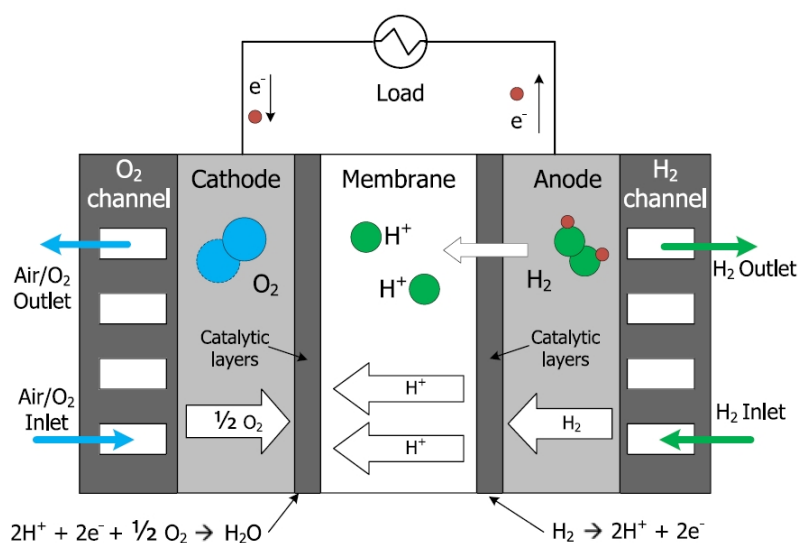 e⁻
Load
e⁻
O₂
channel
Cathode
Membrane
Anode
H₂
channel
H⁺
Air/O₂
Outlet
O₂
H⁺
H₂
H₂ Outlet
Catalytic
layers
Catalytic
layers
H⁺
Air/O₂
Inlet
½ O₂
H⁺
H₂
H₂ Inlet
2H⁺ + 2e⁻ + ½ O₂ → H₂O
H₂ → 2H⁺ + 2e⁻